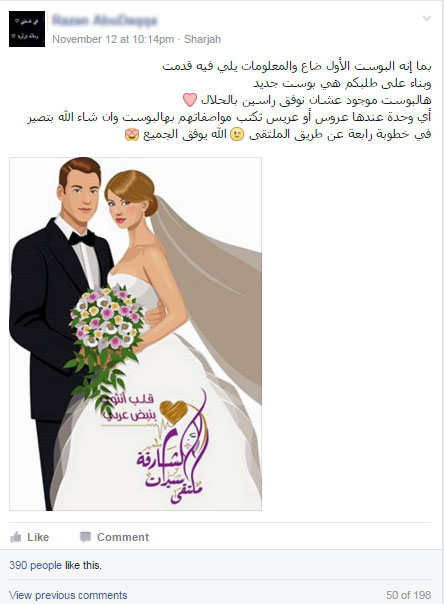 November 12 at 10:14pm · Sharjah
بما إنه البوست الأول ضاع والمعلومات يلي فيه قدمت
وبناء على طلبكم هي بوست جديد
هالبوست موجود عشان نوفق راسين بالحلال
أي وحدة عندها عروس أو عريس تكتب مواصفاتهم بهالبوست وان شاء الله بتصير
في خطوبة رابعة عن طريق الملتقى 😉 الله يوفق الجميع 😍
قلب أنثوي
بنبض عربي
ملتقى سيدات الشارقة
Like
Comment
390 people like this.
View previous comments
50 of 198